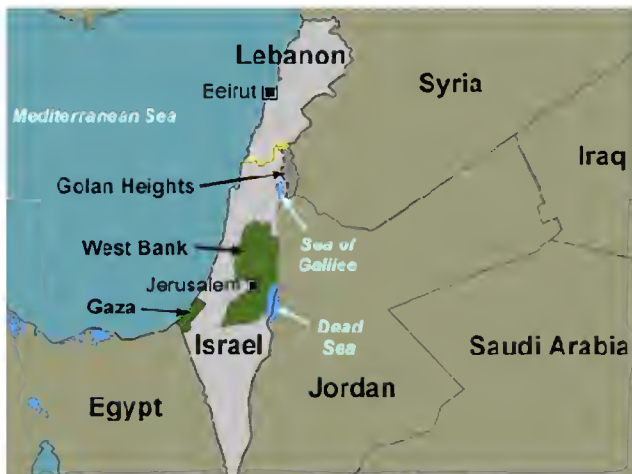 Lebanon
Syria
Beirut
Mediterranean Sea
Iraq
Golan Heights
Sea of
Galilee
West Bank
Jerusalem
Gaza
Dead
Sea
Israel
Saudi Arabia
Jordan
Egypt